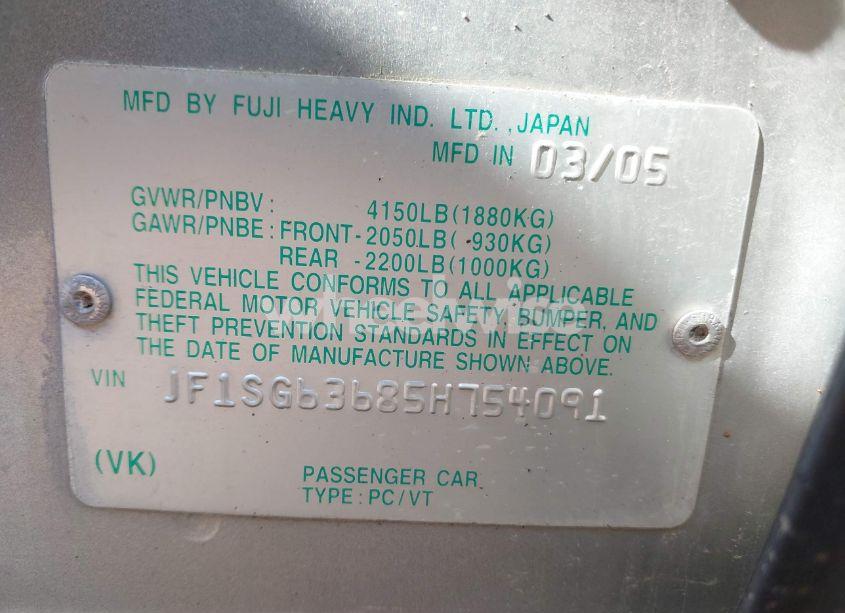 MFD BY FUJI HEAVY IND. LTD., JAPAN
MFD IN 03/05
GVWR/PNBV: 4150LB(1880KG)
GAWR/PNBE: FRONT-2050LB( 930KG)
REAR -2200LB(1000KG)
THIS VEHICLE CONFORMS TO ALL APPLICABLE
FEDERAL MOTOR VEHICLE SAFETY, BUMPER, AND
THEFT PREVENTION STANDARDS IN EFFECT ON
THE DATE OF MANUFACTURE SHOWN ABOVE.
VIN JF1SG63685H754091
(VK) PASSENGER CAR
TYPE: PC/VT